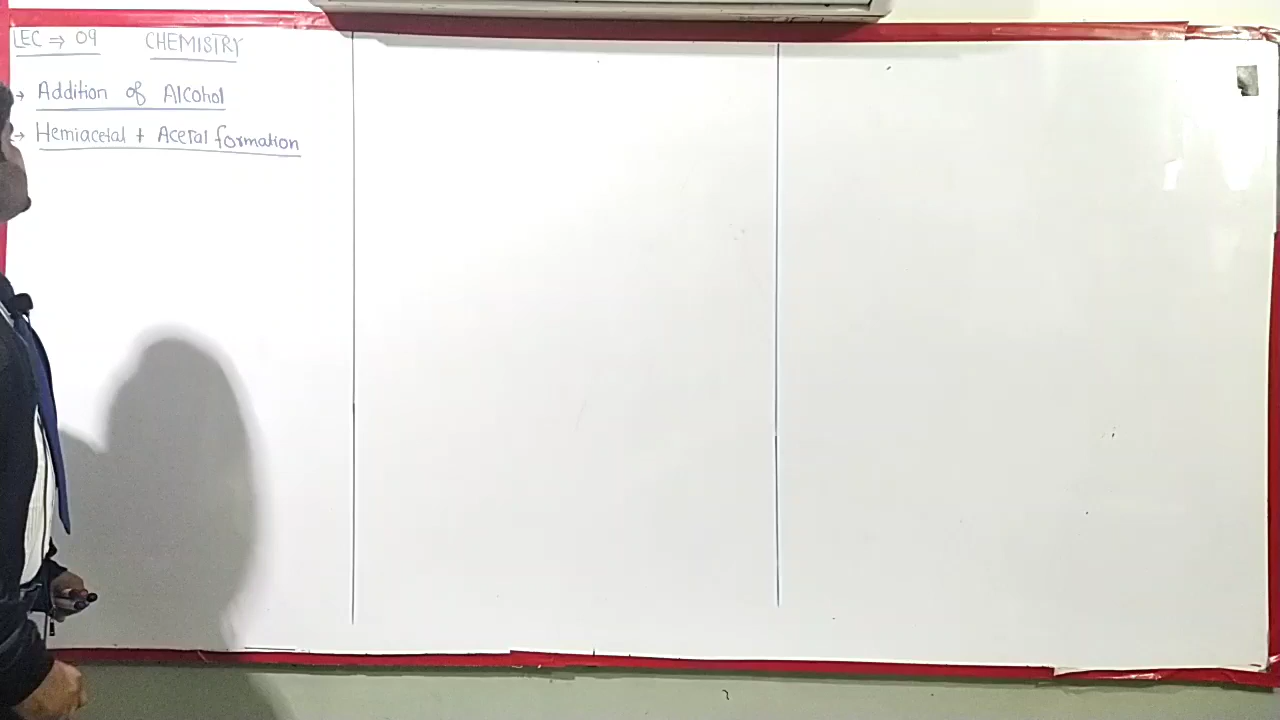 LEC ⇒ 09 CHEMISTRY
→ Addition of Alcohol
→ Hemiacetal + Acetal formation